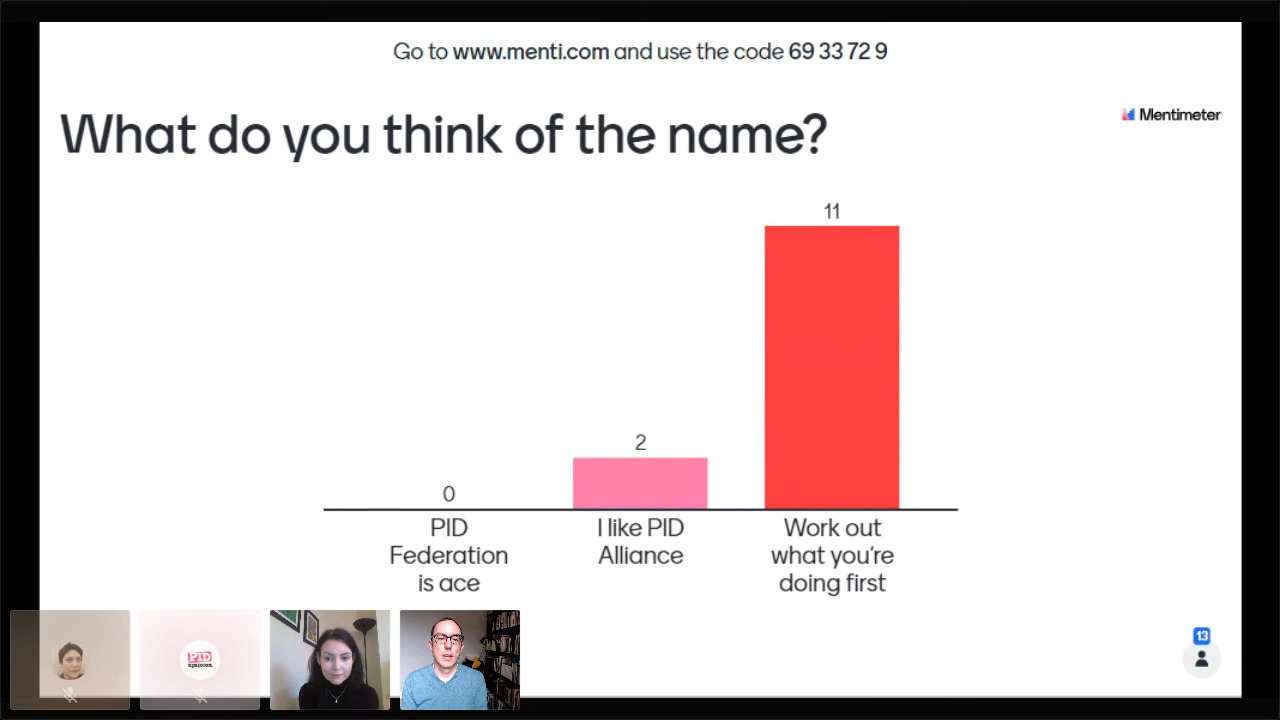 Go to www.menti.com and use the code 69 33 72 9
What do you think of the name?
Mentimeter
11
2
0
PID
Federation
is ace
I like PID
Alliance
Work out
what you're
doing first
PID
apalooza
13